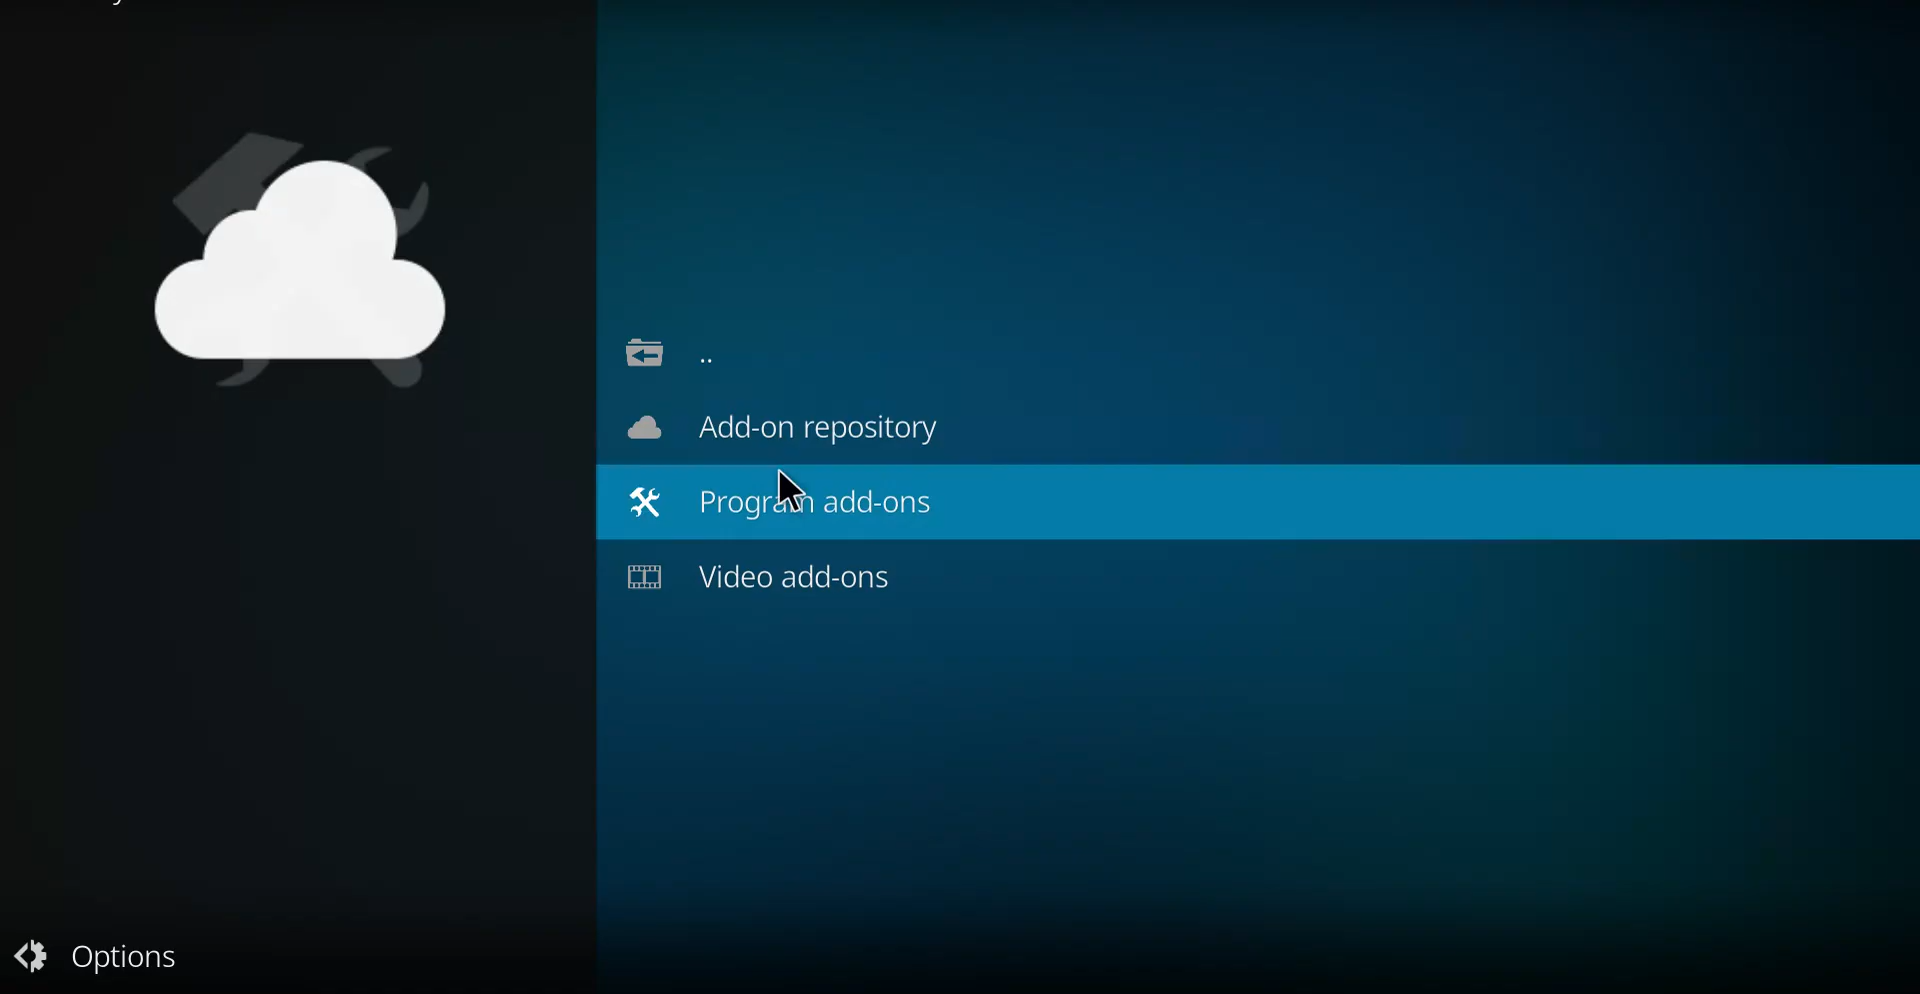 ..
Add-on repository
Program add-ons
Video add-ons
Options